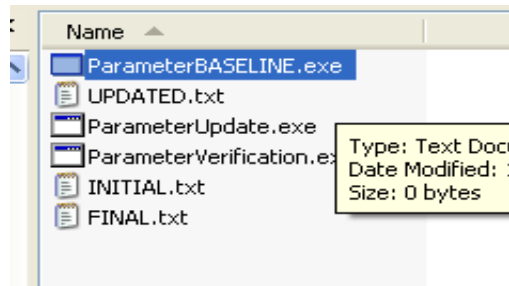 Name
ParameterBASELINE.exe
UPDATED.txt
ParameterUpdate.exe
ParameterVerification.ex
INITIAL.txt
FINAL.txt
Type: Text Docu
Date Modified:
Size: 0 bytes